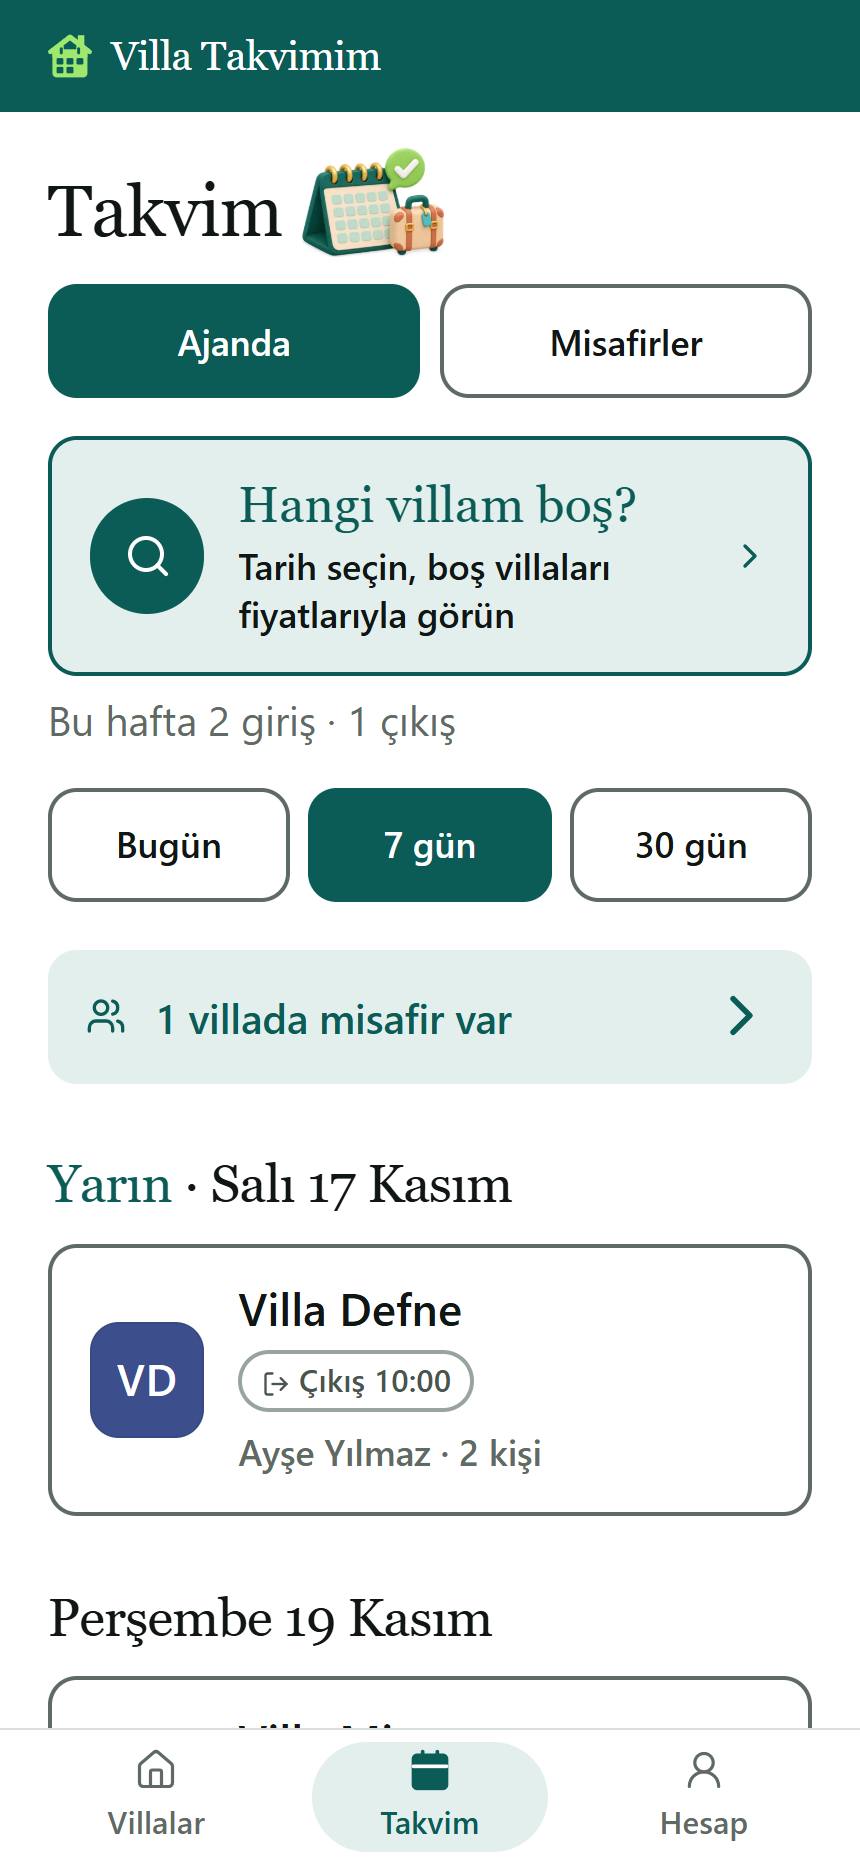 Villa Takvimim
Takvim
Ajanda
Misafirler
Hangi villam boş?
Tarih seçin, boş villaları
fiyatlarıyla görün
Bu hafta 2 giriş · 1 çıkış
Bugün
7 gün
30 gün
1 villada misafir var
Yarın · Salı 17 Kasım
VD
Villa Defne
Çıkış 10:00
Ayşe Yılmaz · 2 kişi
Perşembe 19 Kasım
Villalar
Takvim
Hesap